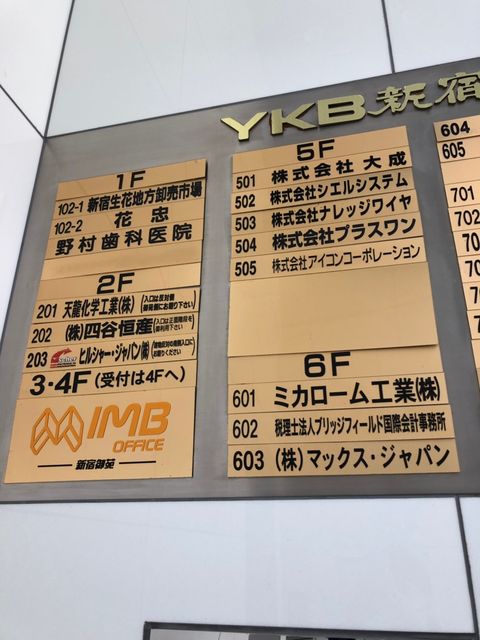 YKB新宿
1F
102-1 新宿生花地方卸売市場
102-2 花忠
野村歯科医院
2F
201 天龍化学工業(株)
202 (株)四谷恒産
203 ヒルシャー・ジャパン(株)
3・4F (受付は4Fへ)
IMB
OFFICE
新宿御苑
5F
501 株式会社大成
502 株式会社シエルシステム
503 株式会社ナレッジワイヤ
504 株式会社プラスワン
505 株式会社アイコンコーポレーション
6F
601 ミカローム工業(株)
602 税理士法人ブリッジフィールド国際会計事務所
603 (株)マックス・ジャパン
604
605
701
702